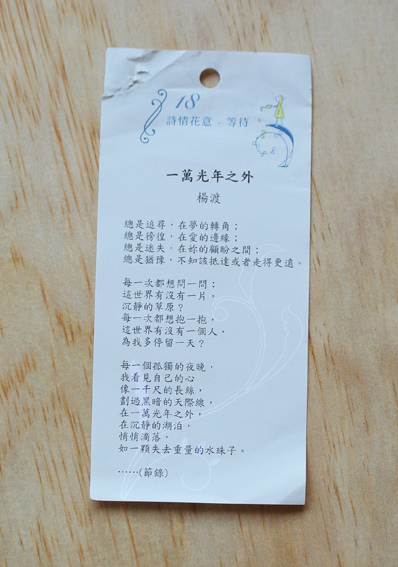 18
詩情花意.等待。
一萬光年之外
楊渡
總是追尋，在夢的轉角；
總是徬徨，在愛的邊緣；
總是迷失，在妳的顧盼之間；
總是猶豫，不知該抵達或者走得更遠。
每一次都想問一問：
這世界有沒有一片，
沉靜的草原？
每一次都想抱一抱，
這世界有沒有一個人，
為我多停留一天？
每一個孤獨的夜晚，
我看見自己的心
像一千尺的長絲，
劃過黑暗的天際線，
在一萬光年之外，
在沉靜的湖泊，
悄悄滴落，
如一顆失去重量的水珠子。
……(節錄)